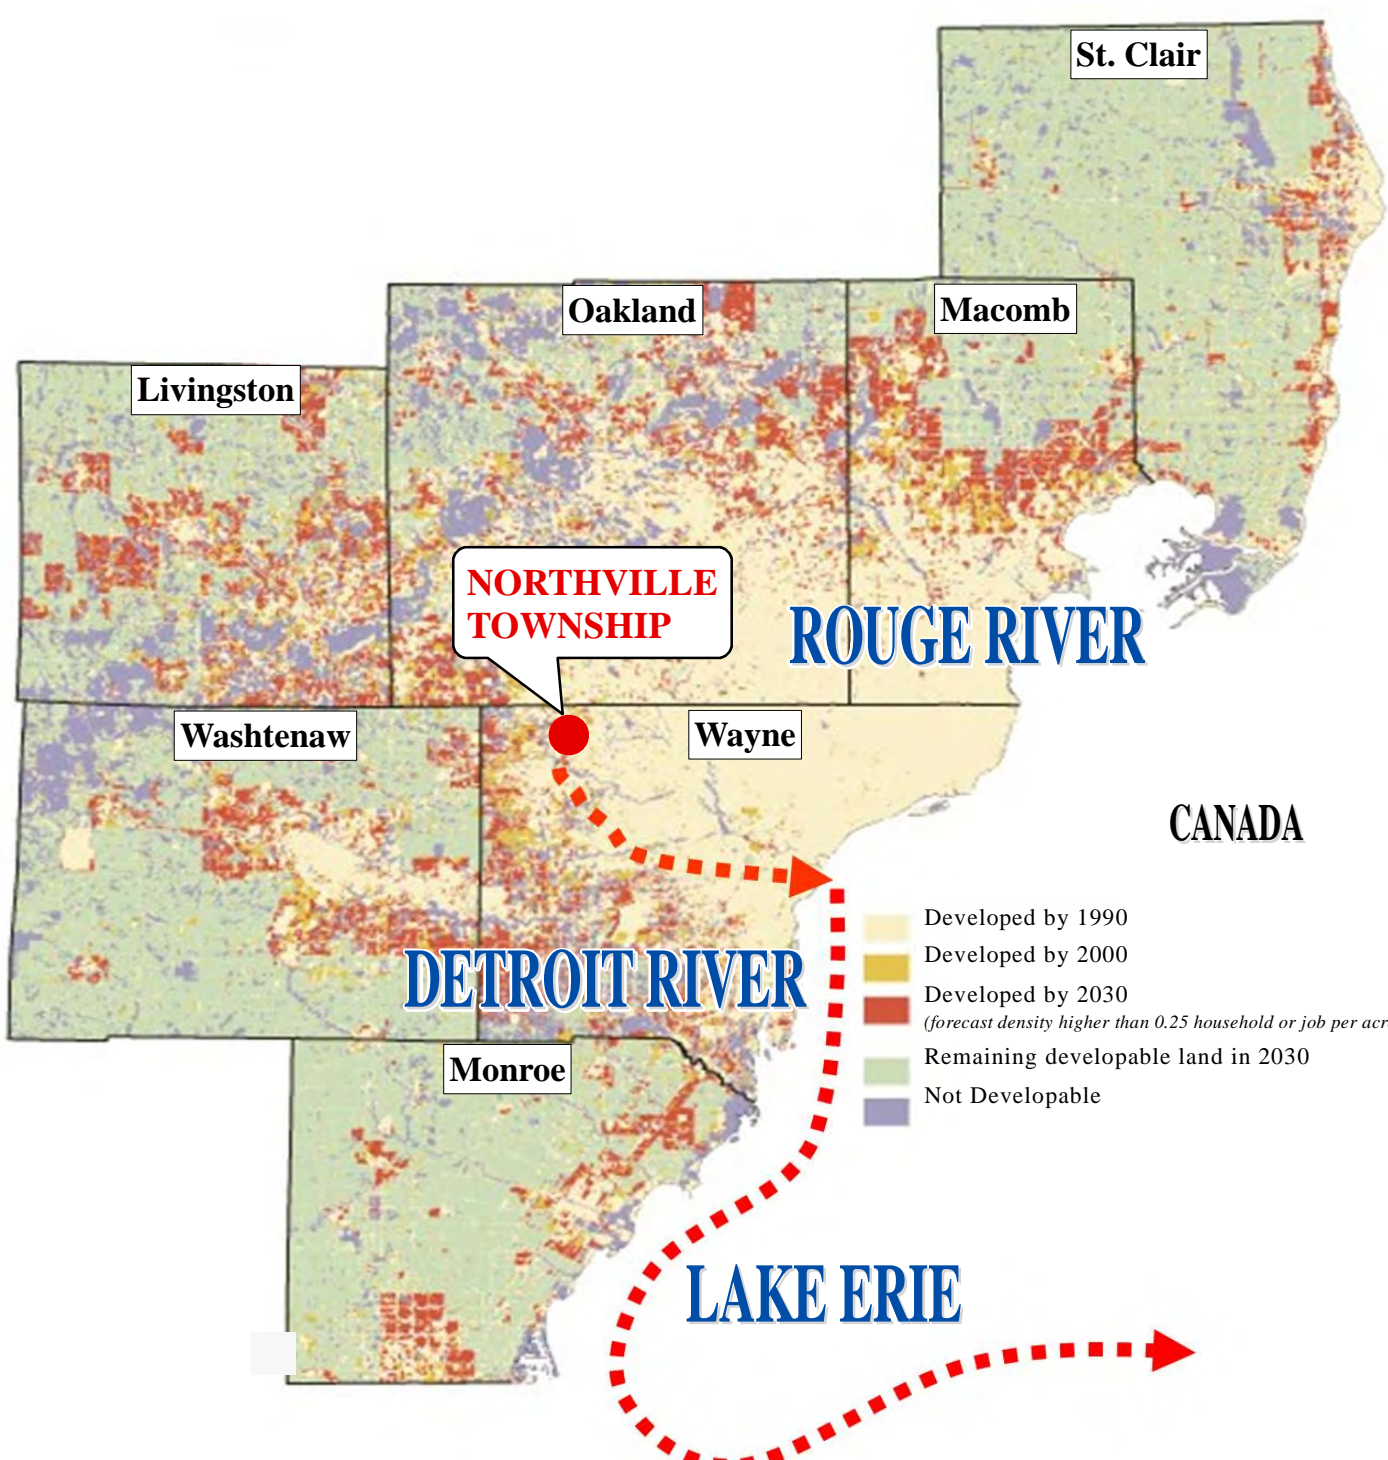 St. Clair
Oakland
Macomb
Livingston
NORTHVILLE
TOWNSHIP
ROUGE RIVER
Washtenaw
Wayne
CANADA
Developed by 1990
Developed by 2000
DETROIT RIVER
Developed by 2030
(forecast density higher than 0.25 household or job per acr
Remaining developable land in 2030
Monroe
Not Developable
LAKE ERIE